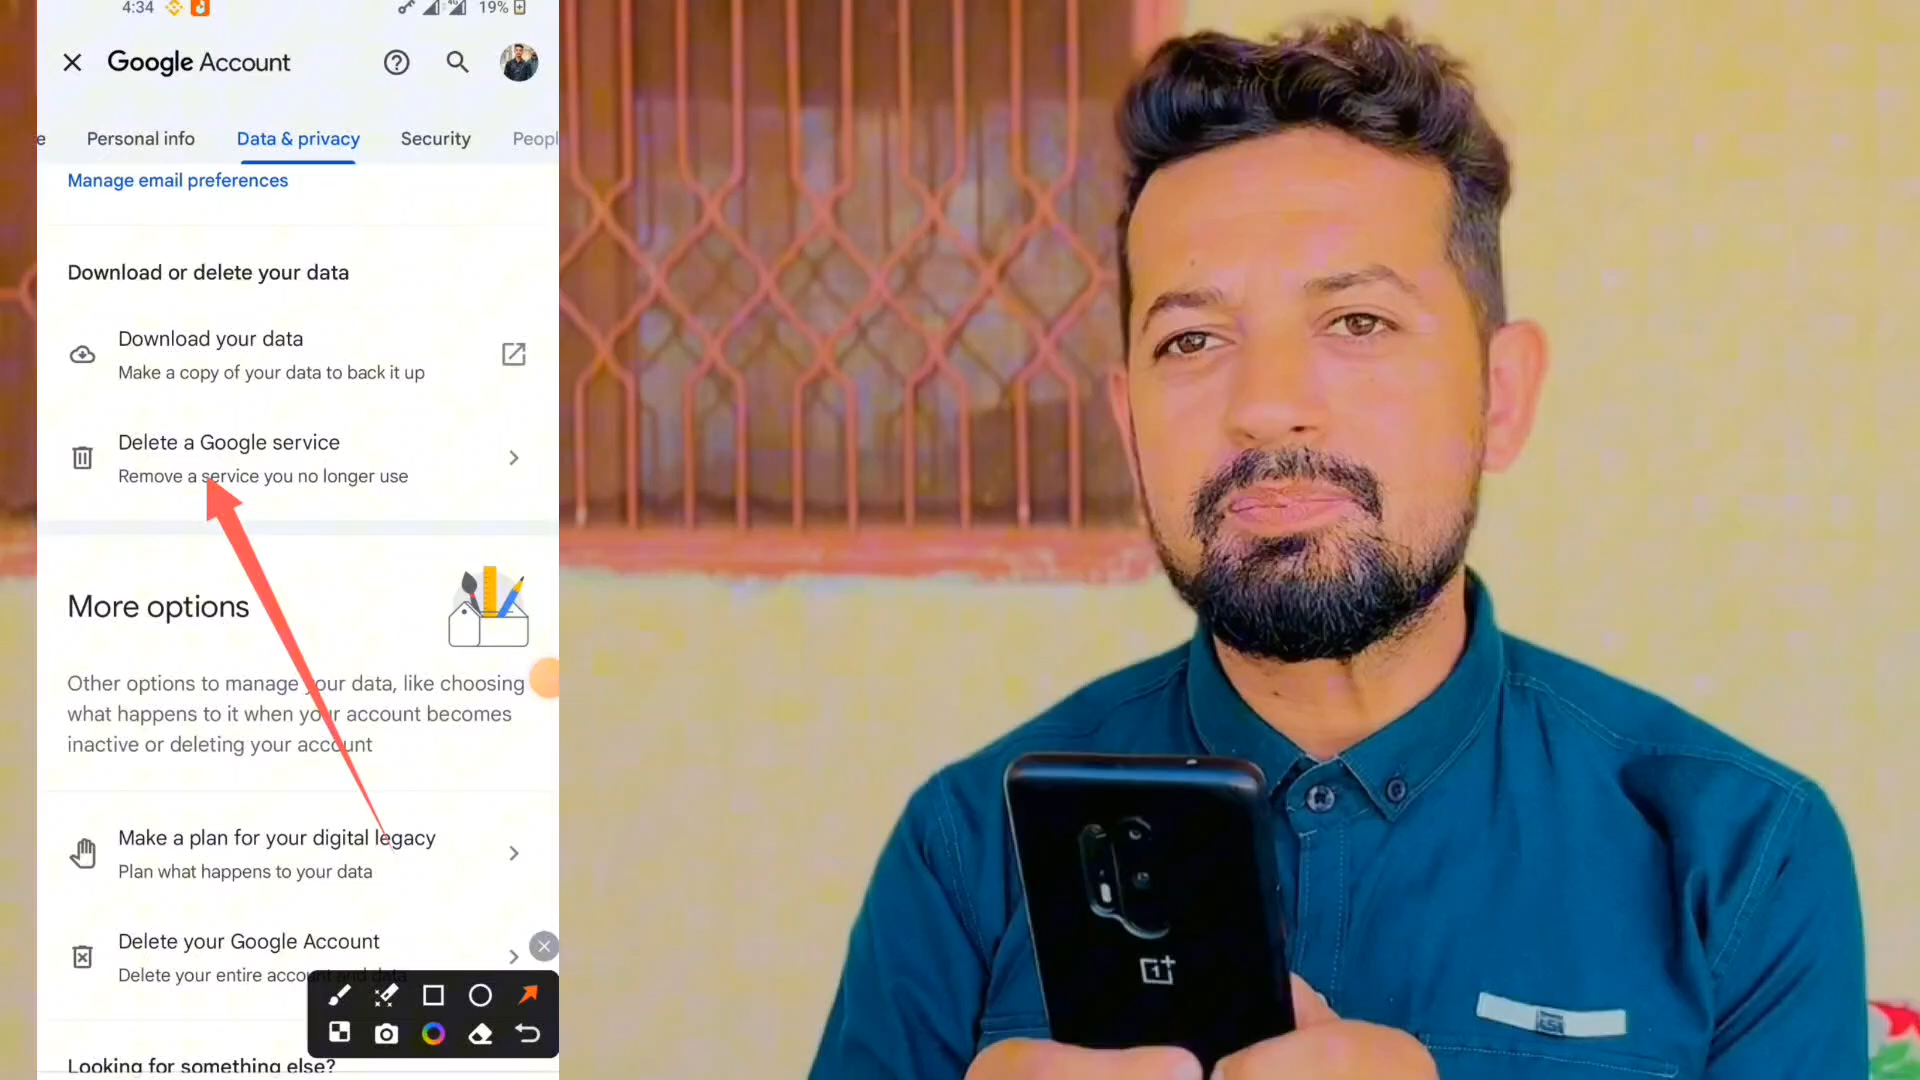 4:34
19%
Google Account
e Personal info Data & privacy Security Peopl
Manage email preferences
Download or delete your data
Download your data
Make a copy of your data to back it up
Delete a Google service
Remove a service you no longer use
More options
Other options to manage your data, like choosing
what happens to it when your account becomes
inactive or deleting your account
Make a plan for your digital legacy
Plan what happens to your data
Delete your Google Account
Delete your entire account and data
Looking for something else?